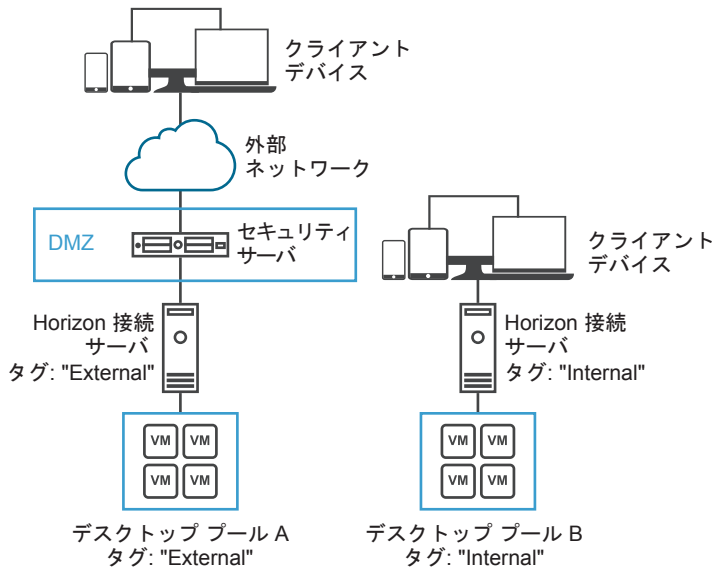 クライアント
デバイス
外部
ネットワーク
DMZ
セキュリティ
サーバ
クライアント
デバイス
Horizon 接続
サーバ
タグ: "External"
Horizon 接続
サーバ
タグ: "Internal"
VM VM
VM VM
VM VM
VM VM
デスクトップ プール A
タグ: "External"
デスクトップ プール B
タグ: "Internal"